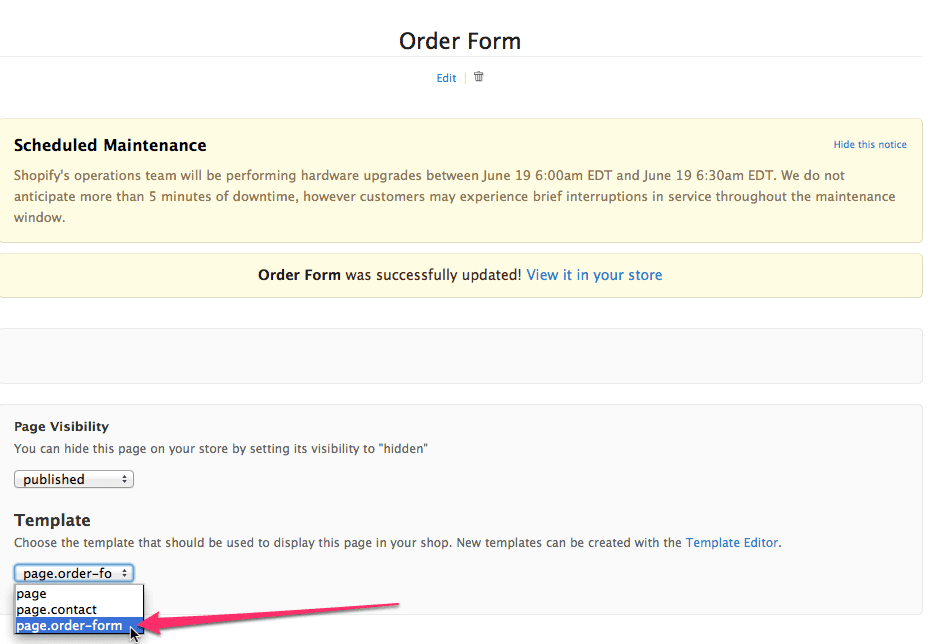 Order Form
Edit
Scheduled Maintenance
Hide this notice
Shopify's operations team will be performing hardware upgrades between June 19 6:00am EDT and June 19 6:30am EDT. We do not
anticipate more than 5 minutes of downtime, however customers may experience brief interruptions in service throughout the maintenance
window.
Order Form was successfully updated! View it in your store
Page Visibility
You can hide this page on your store by setting its visibility to "hidden"
published
Template
Choose the template that should be used to display this page in your shop. New templates can be created with the Template Editor.
page.order-fo
page
page.contact
page.order-form